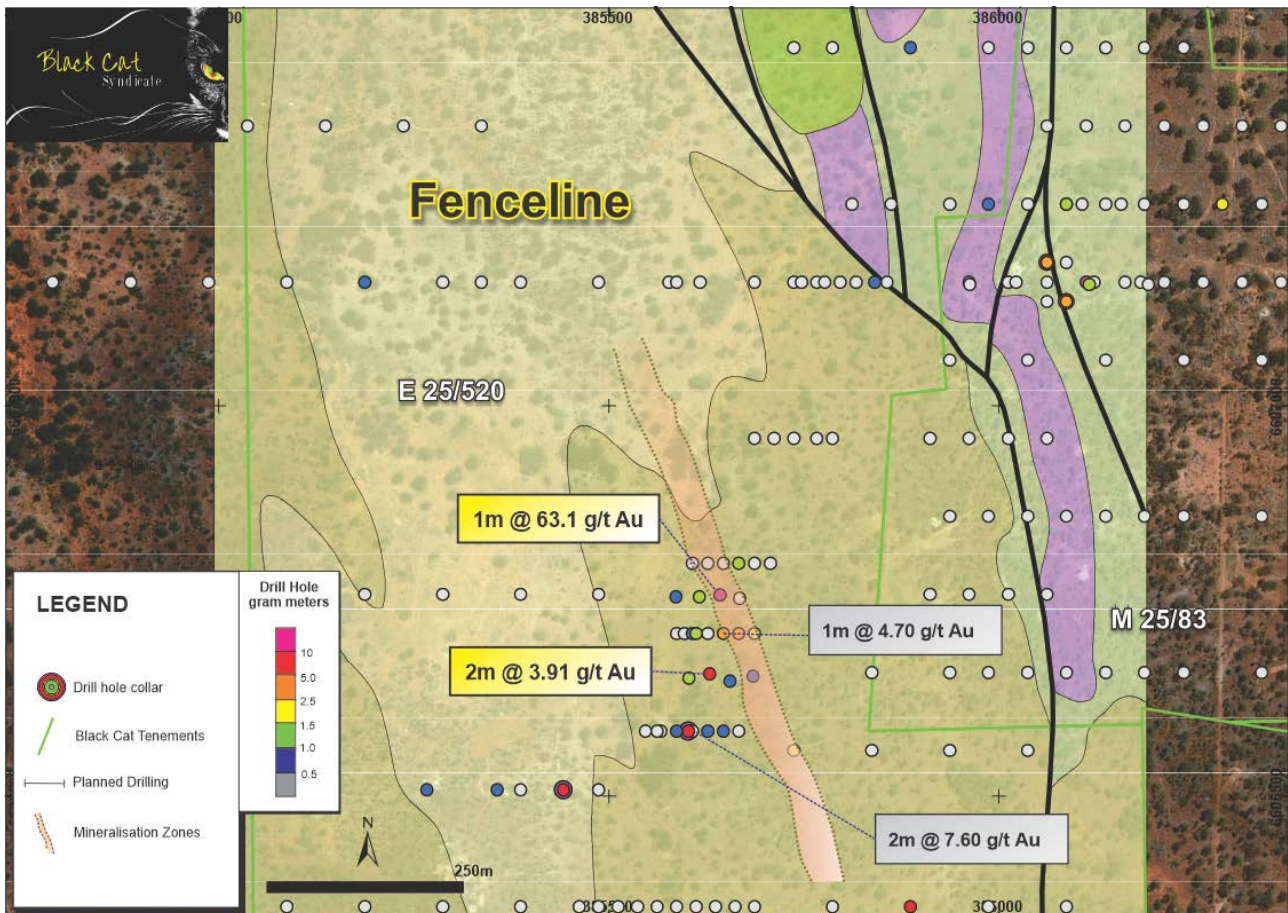 Black Cat
Syndicate
385500
386000
Fenceline
E 25/520
1m @ 63.1 g/t Au
1m @ 4.70 g/t Au
M 25/83
2m @ 3.91 g/t Au
2m @ 7.60 g/t Au
LEGEND
Drill hole collar
Black Cat Tenements
Planned Drilling
Mineralisation Zones
Drill Hole
gram meters
10
5.0
2.5
1.5
1.0
0.5
N
250m